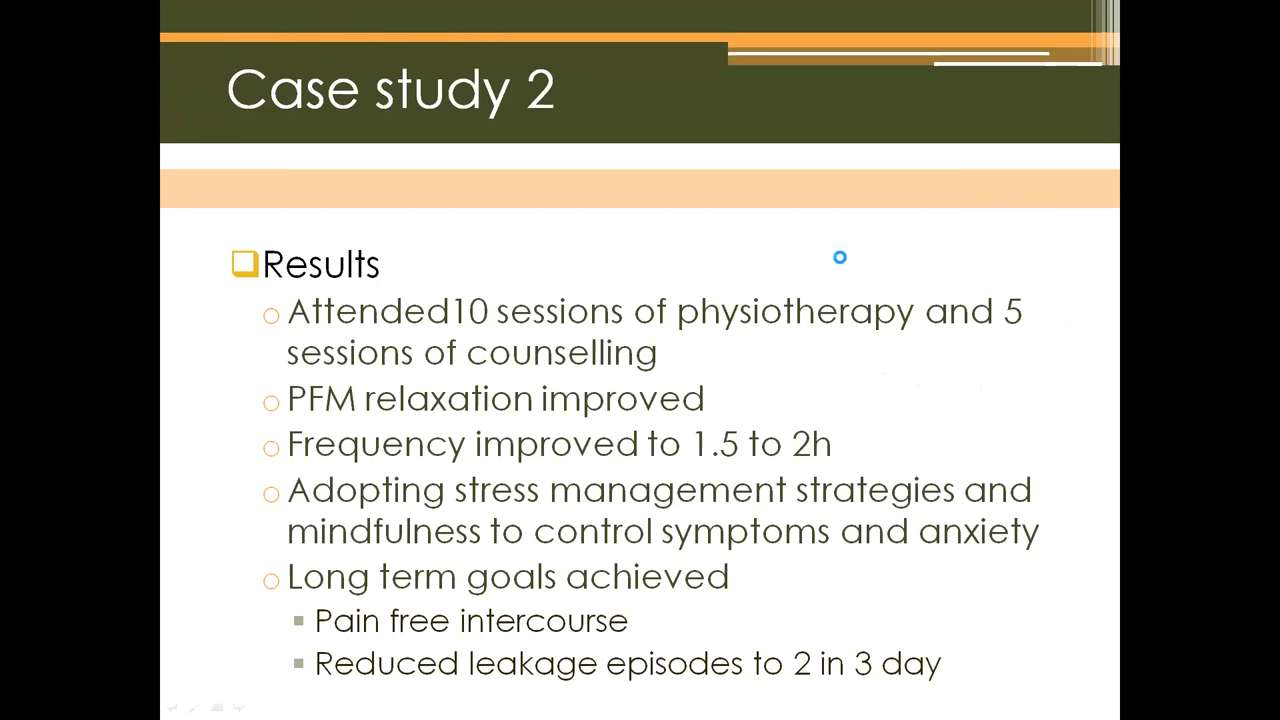 Case study 2
Results
Attended10 sessions of physiotherapy and 5
sessions of counselling
PFM relaxation improved
Frequency improved to 1.5 to 2h
Adopting stress management strategies and
mindfulness to control symptoms and anxiety
Long term goals achieved
Pain free intercourse
Reduced leakage episodes to 2 in 3 day